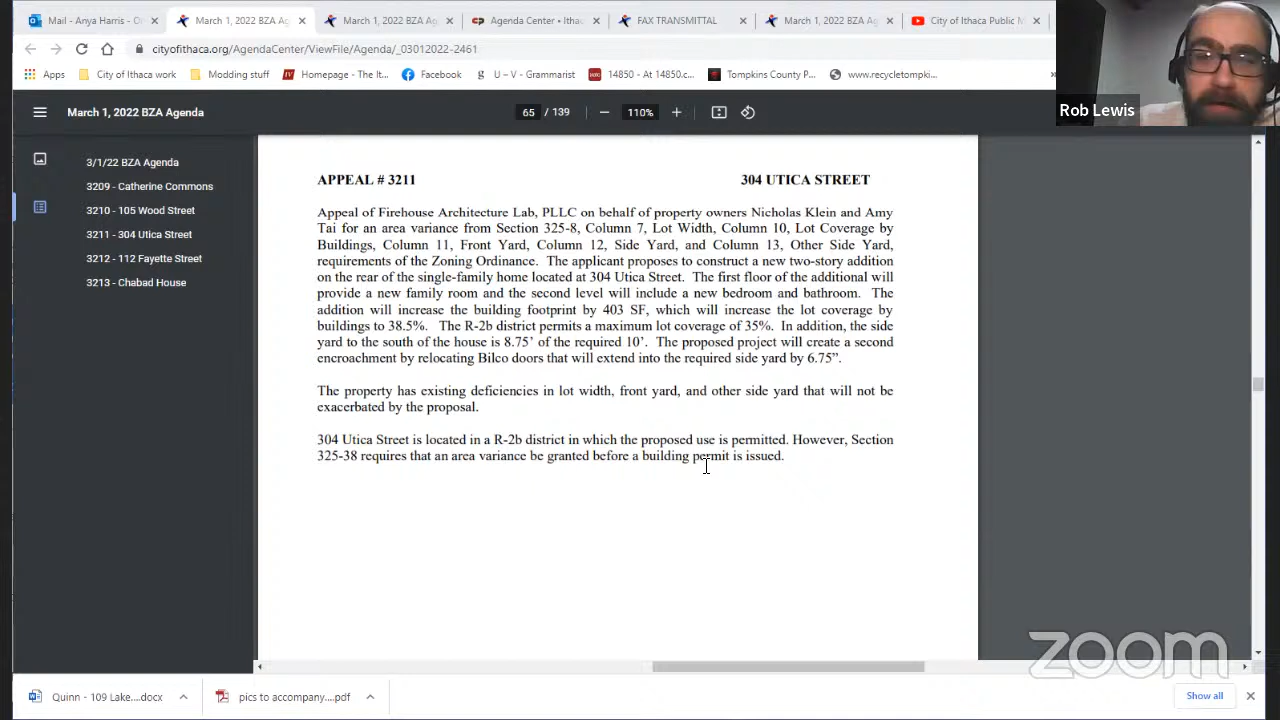 Mail - Anya Harris - O
March 1, 2022 BZA Ag
March 1, 2022 BZA Ag
Agenda Center • Itha
FAX TRANSMITTAL
March 1, 2022 BZA Ag
City of Ithaca Public M
cityofithaca.org/AgendaCenter/ViewFile/Agenda/_03012022-2461
Apps
City of Ithaca work
Modding stuff
Homepage - The It...
Facebook
U – V - Grammarist
14850 - At 14850.c...
Tompkins County P...
www.recycletompki...
Rob Lewis
March 1, 2022 BZA Agenda
65 / 139
110%
3/1/22 BZA Agenda
3209 - Catherine Commons
3210 - 105 Wood Street
3211 - 304 Utica Street
3212 - 112 Fayette Street
3213 - Chabad House
APPEAL # 3211 304 UTICA STREET
Appeal of Firehouse Architecture Lab, PLLC on behalf of property owners Nicholas Klein and Amy
Tai for an area variance from Section 325-8, Column 7, Lot Width, Column 10, Lot Coverage by
Buildings, Column 11, Front Yard, Column 12, Side Yard, and Column 13, Other Side Yard,
requirements of the Zoning Ordinance. The applicant proposes to construct a new two-story addition
on the rear of the single-family home located at 304 Utica Street. The first floor of the additional will
provide a new family room and the second level will include a new bedroom and bathroom. The
addition will increase the building footprint by 403 SF, which will increase the lot coverage by
buildings to 38.5%. The R-2b district permits a maximum lot coverage of 35%. In addition, the side
yard to the south of the house is 8.75' of the required 10'. The proposed project will create a second
encroachment by relocating Bilco doors that will extend into the required side yard by 6.75”.
The property has existing deficiencies in lot width, front yard, and other side yard that will not be
exacerbated by the proposal.
304 Utica Street is located in a R-2b district in which the proposed use is permitted. However, Section
325-38 requires that an area variance be granted before a building permit is issued.
zoom
Quinn - 109 Lake....docx
pics to accompany....pdf
Show all